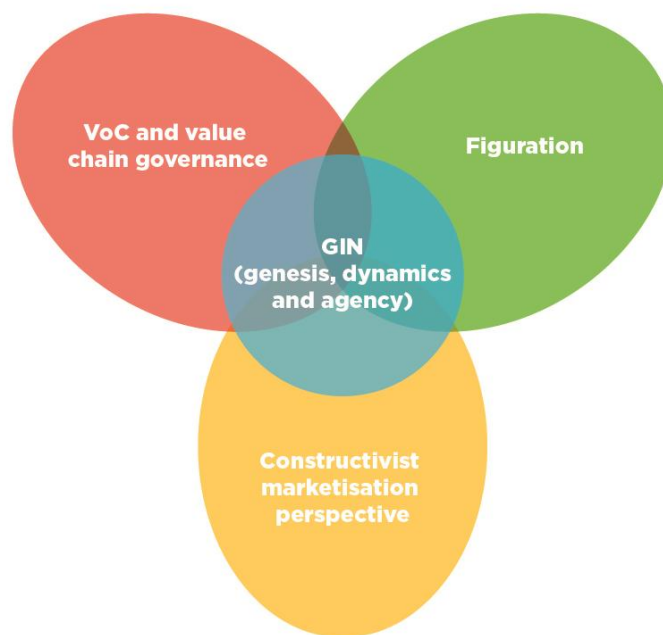 VoC and value
chain governance
Figuration
GIN
(genesis, dynamics
and agency)
Constructivist
marketisation
perspective